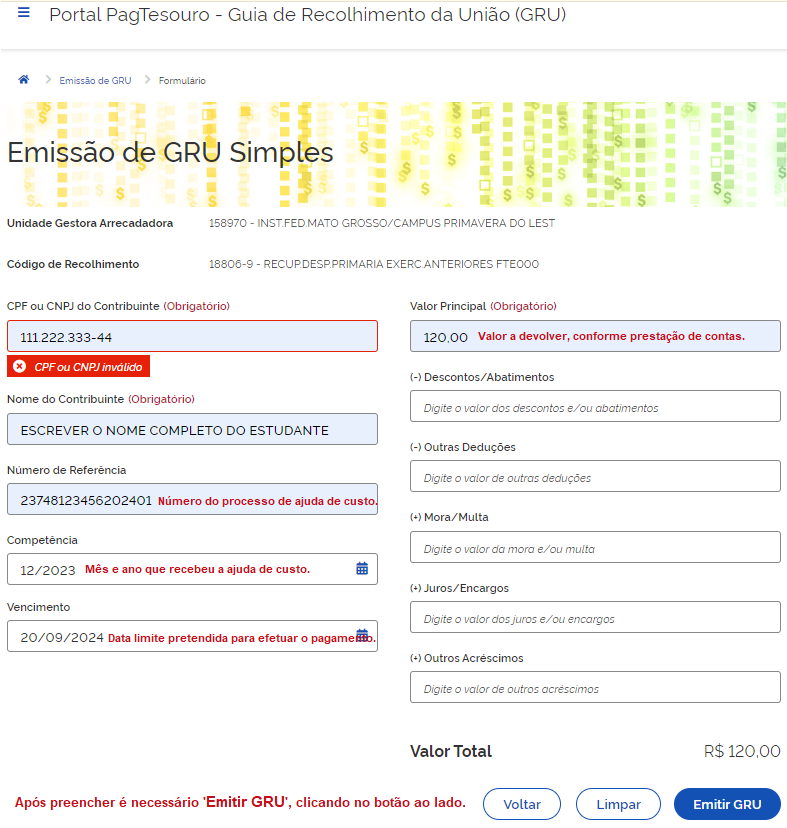 Portal PagTesouro - Guia de Recolhimento da União (GRU)
Emissão de GRU
Formulário
Emissão de GRU Simples
Unidade Gestora Arrecadadora 158970 - INST.FED.MATO GROSSO/CAMPUS PRIMAVERA DO LEST
Código de Recolhimento 18806-9 - RECUP.DESP.PRIMARIA EXERC.ANTERIORES FTE000
CPF ou CNPJ do Contribuinte (Obrigatório)
111.222.333-44
CPF ou CNPJ inválido
Nome do Contribuinte (Obrigatório)
ESCREVER O NOME COMPLETO DO ESTUDANTE
Número de Referência
23748123456202401 Número do processo de ajuda de custo.
Competência
12/2023 Mês e ano que recebeu a ajuda de custo.
Vencimento
20/09/2024 Data limite pretendida para efetuar o pagamento.
Valor Principal (Obrigatório)
120,00 Valor a devolver, conforme prestação de contas.
(-) Descontos/Abatimentos
Digite o valor dos descontos e/ou abatimentos
(-) Outras Deduções
Digite o valor de outras deduções
(+) Mora/Multa
Digite o valor da mora e/ou multa
(+) Juros/Encargos
Digite o valor dos juros e/ou encargos
(+) Outros Acréscimos
Digite o valor de outros acréscimos
Valor Total R$ 120,00
Após preencher é necessário 'Emitir GRU', clicando no botão ao lado.
Voltar
Limpar
Emitir GRU